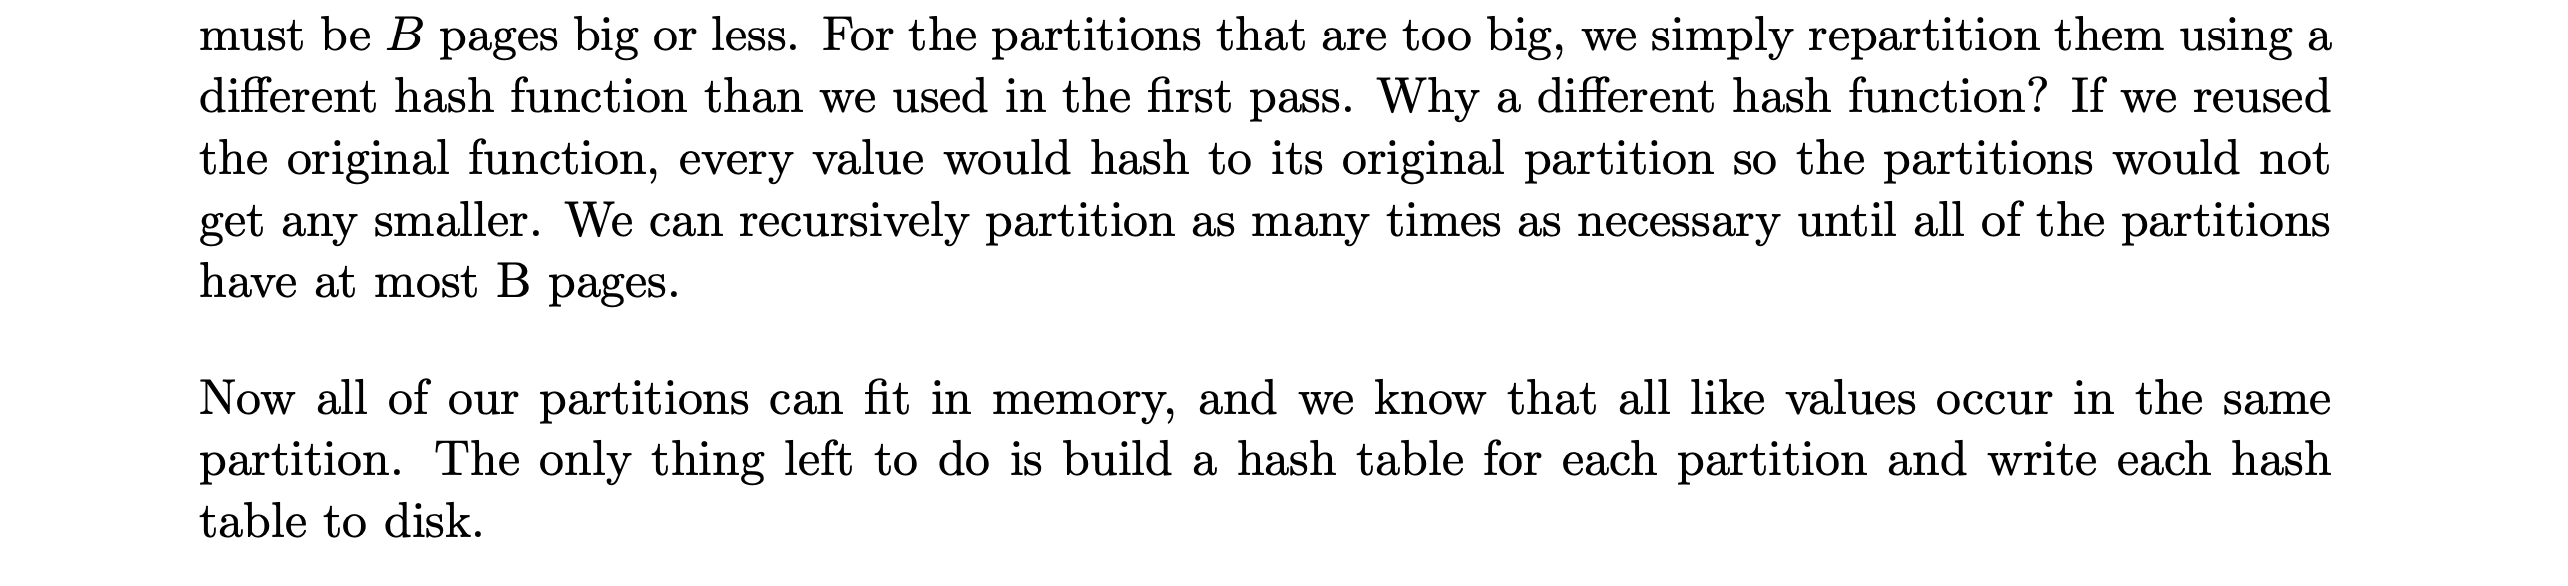 must be B pages big or less. For the partitions that are too big, we simply repartition them using a
different hash function than we used in the first pass. Why a different hash function? If we reused
the original function, every value would hash to its original partition so the partitions would not
get any smaller. We can recursively partition as many times as necessary until all of the partitions
have at most B pages.
Now all of our partitions can fit in memory, and we know that all like values occur in the same
partition. The only thing left to do is build a hash table for each partition and write each hash
table to disk.